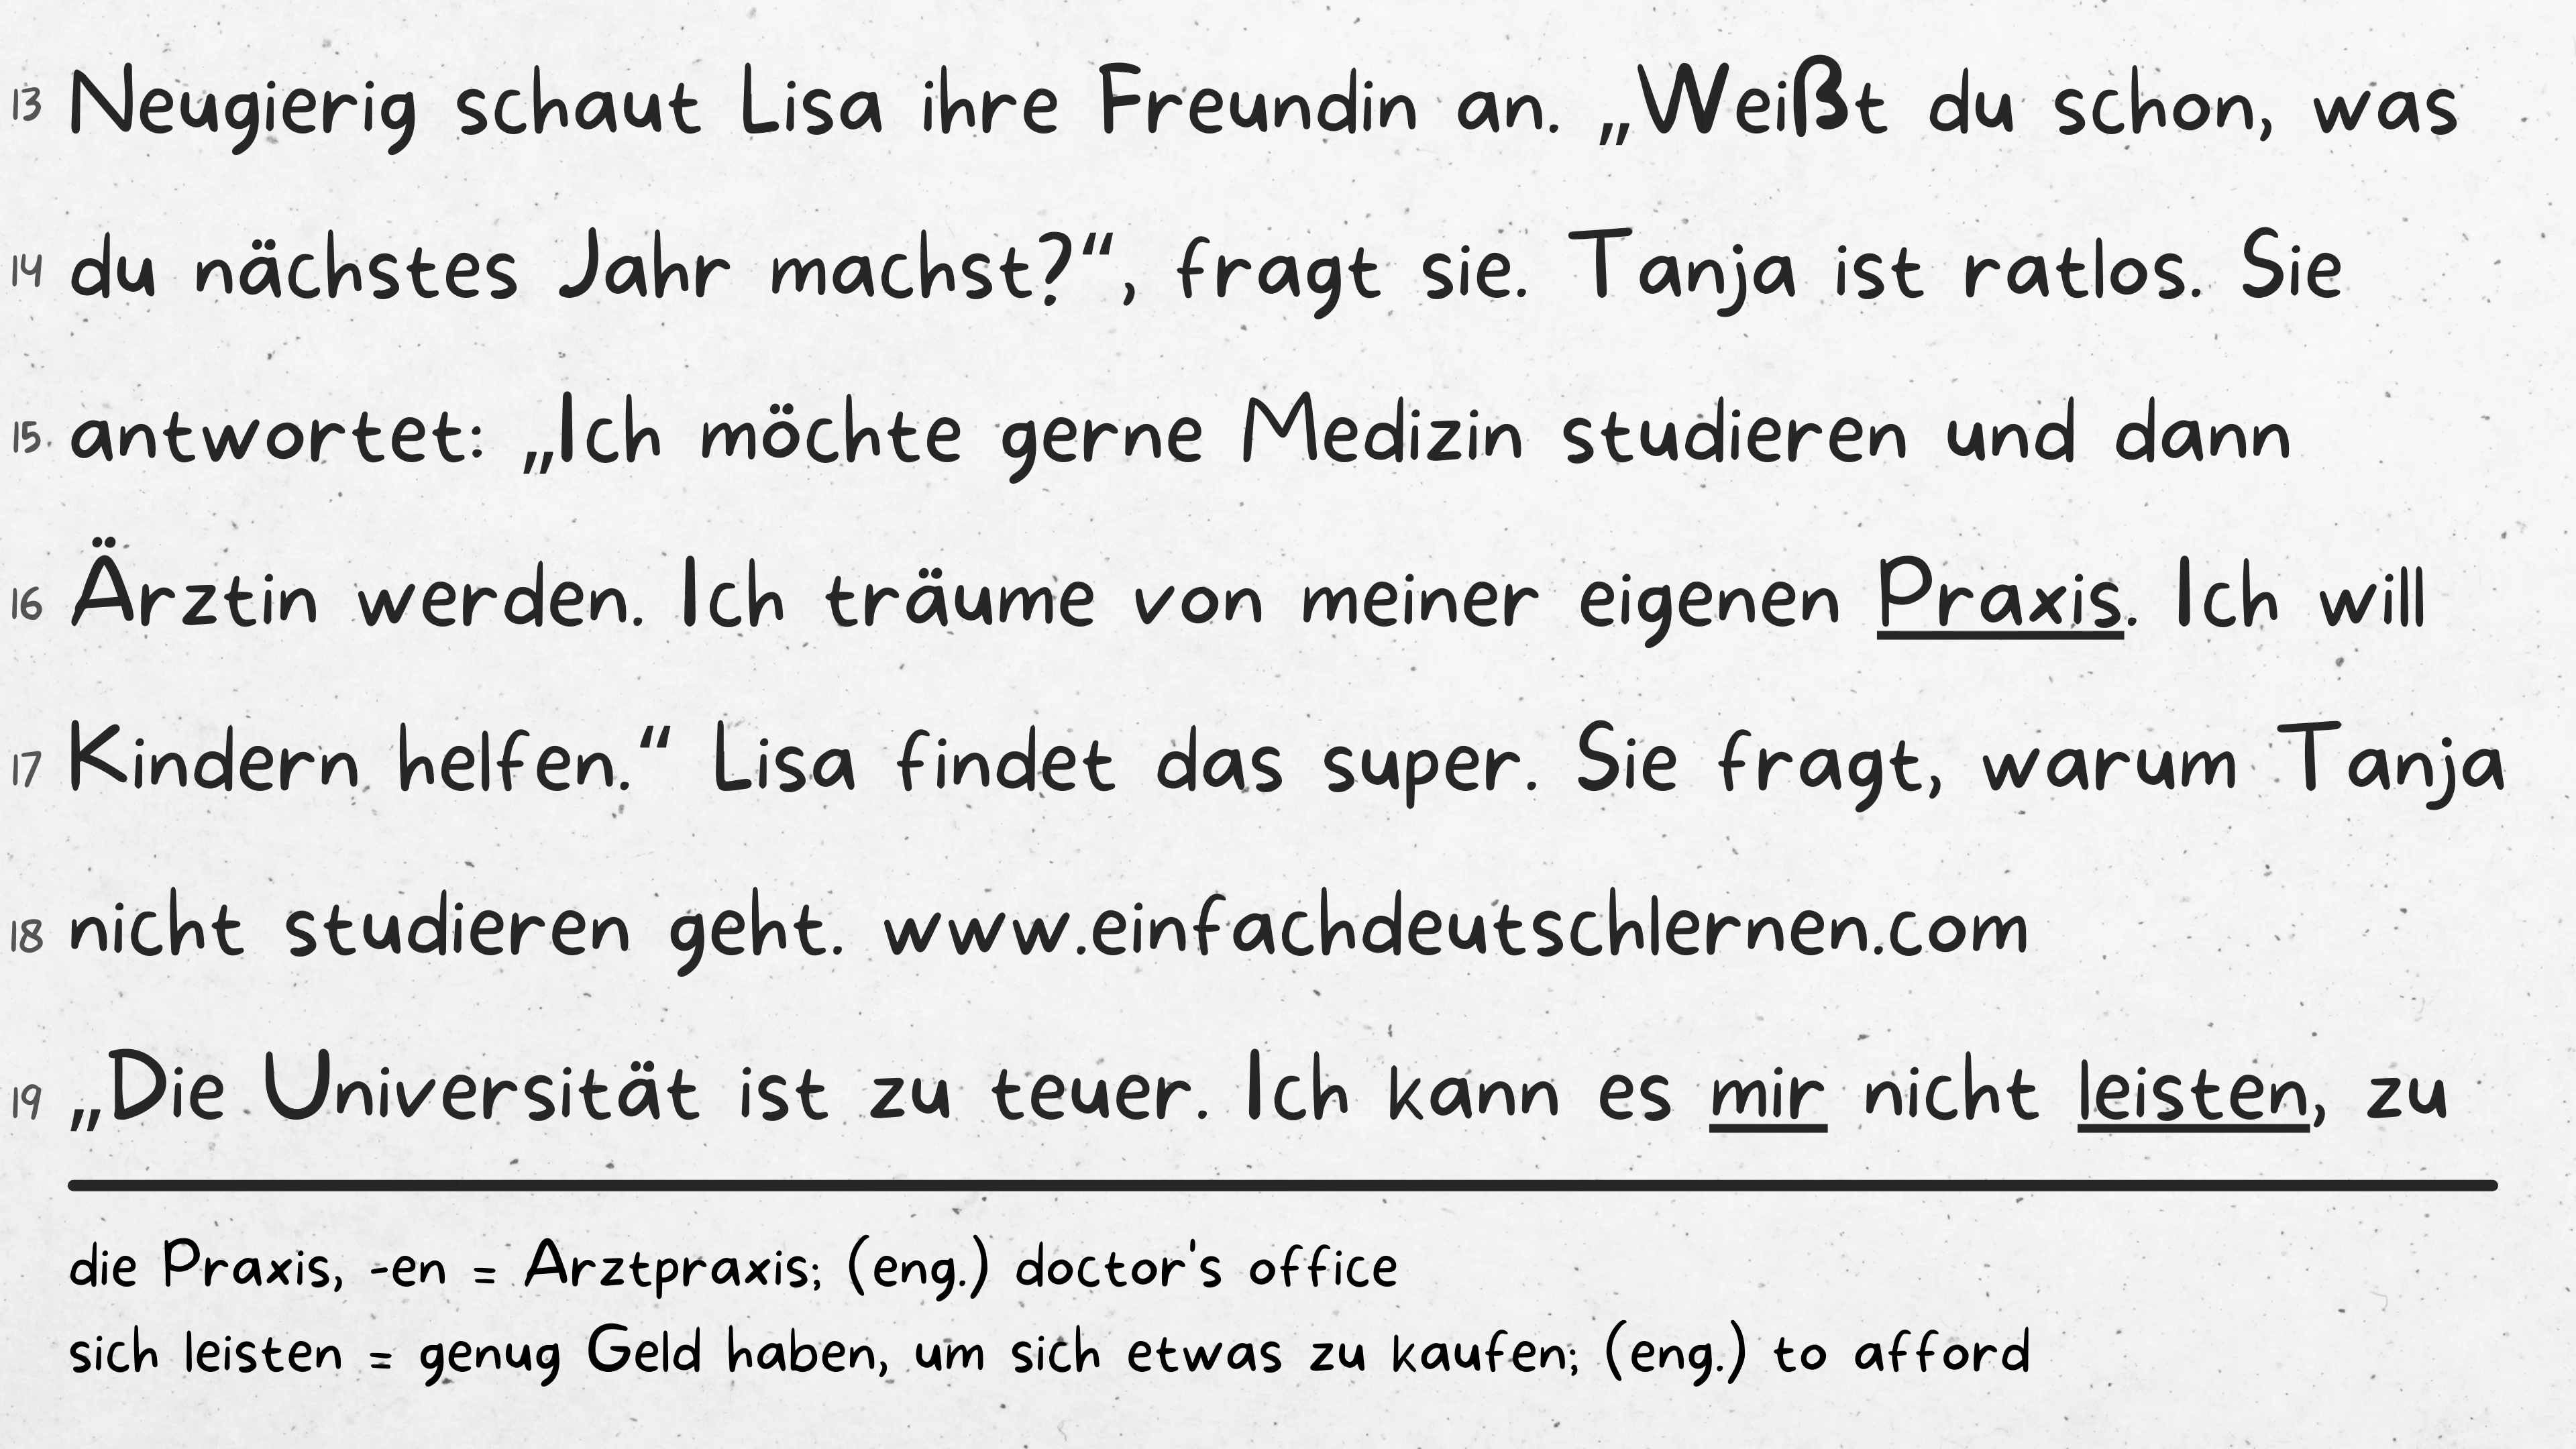 13 Neugierig schaut Lisa ihre Freundin an. „Weißt du schon, was
14 du nächstes Jahr machst?“, fragt sie. Tanja ist ratlos. Sie
15 antwortet: „Ich möchte gerne Medizin studieren und dann
16 Ärztin werden. Ich träume von meiner eigenen Praxis. Ich will
17 Kindern helfen.“ Lisa findet das super. Sie fragt, warum Tanja
18 nicht studieren geht. www.einfachdeutschlernen.com
19 „Die Universität ist zu teuer. Ich kann es mir nicht leisten, zu
die Praxis, -en = Arztpraxis; (eng.) doctor's office
sich leisten = genug Geld haben, um sich etwas zu kaufen; (eng.) to afford